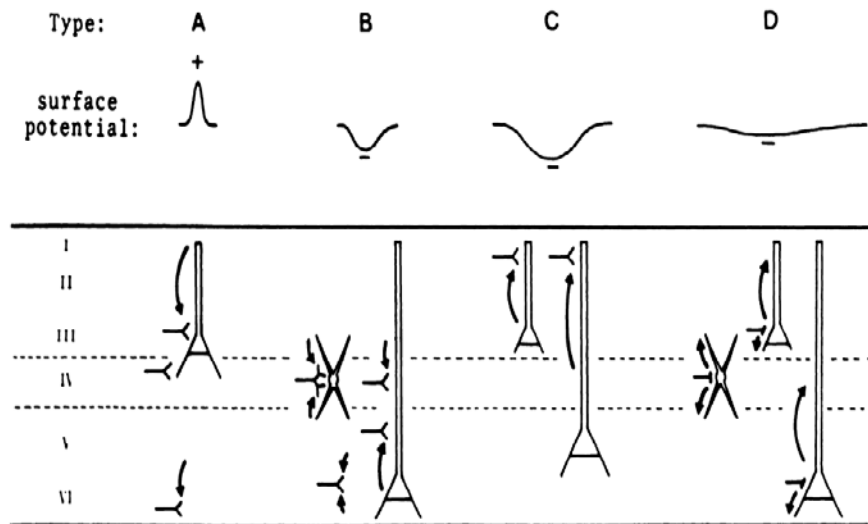 Type: A B C D
+
surface
potential:
-
-
-
I
II
III
IV
V
VI